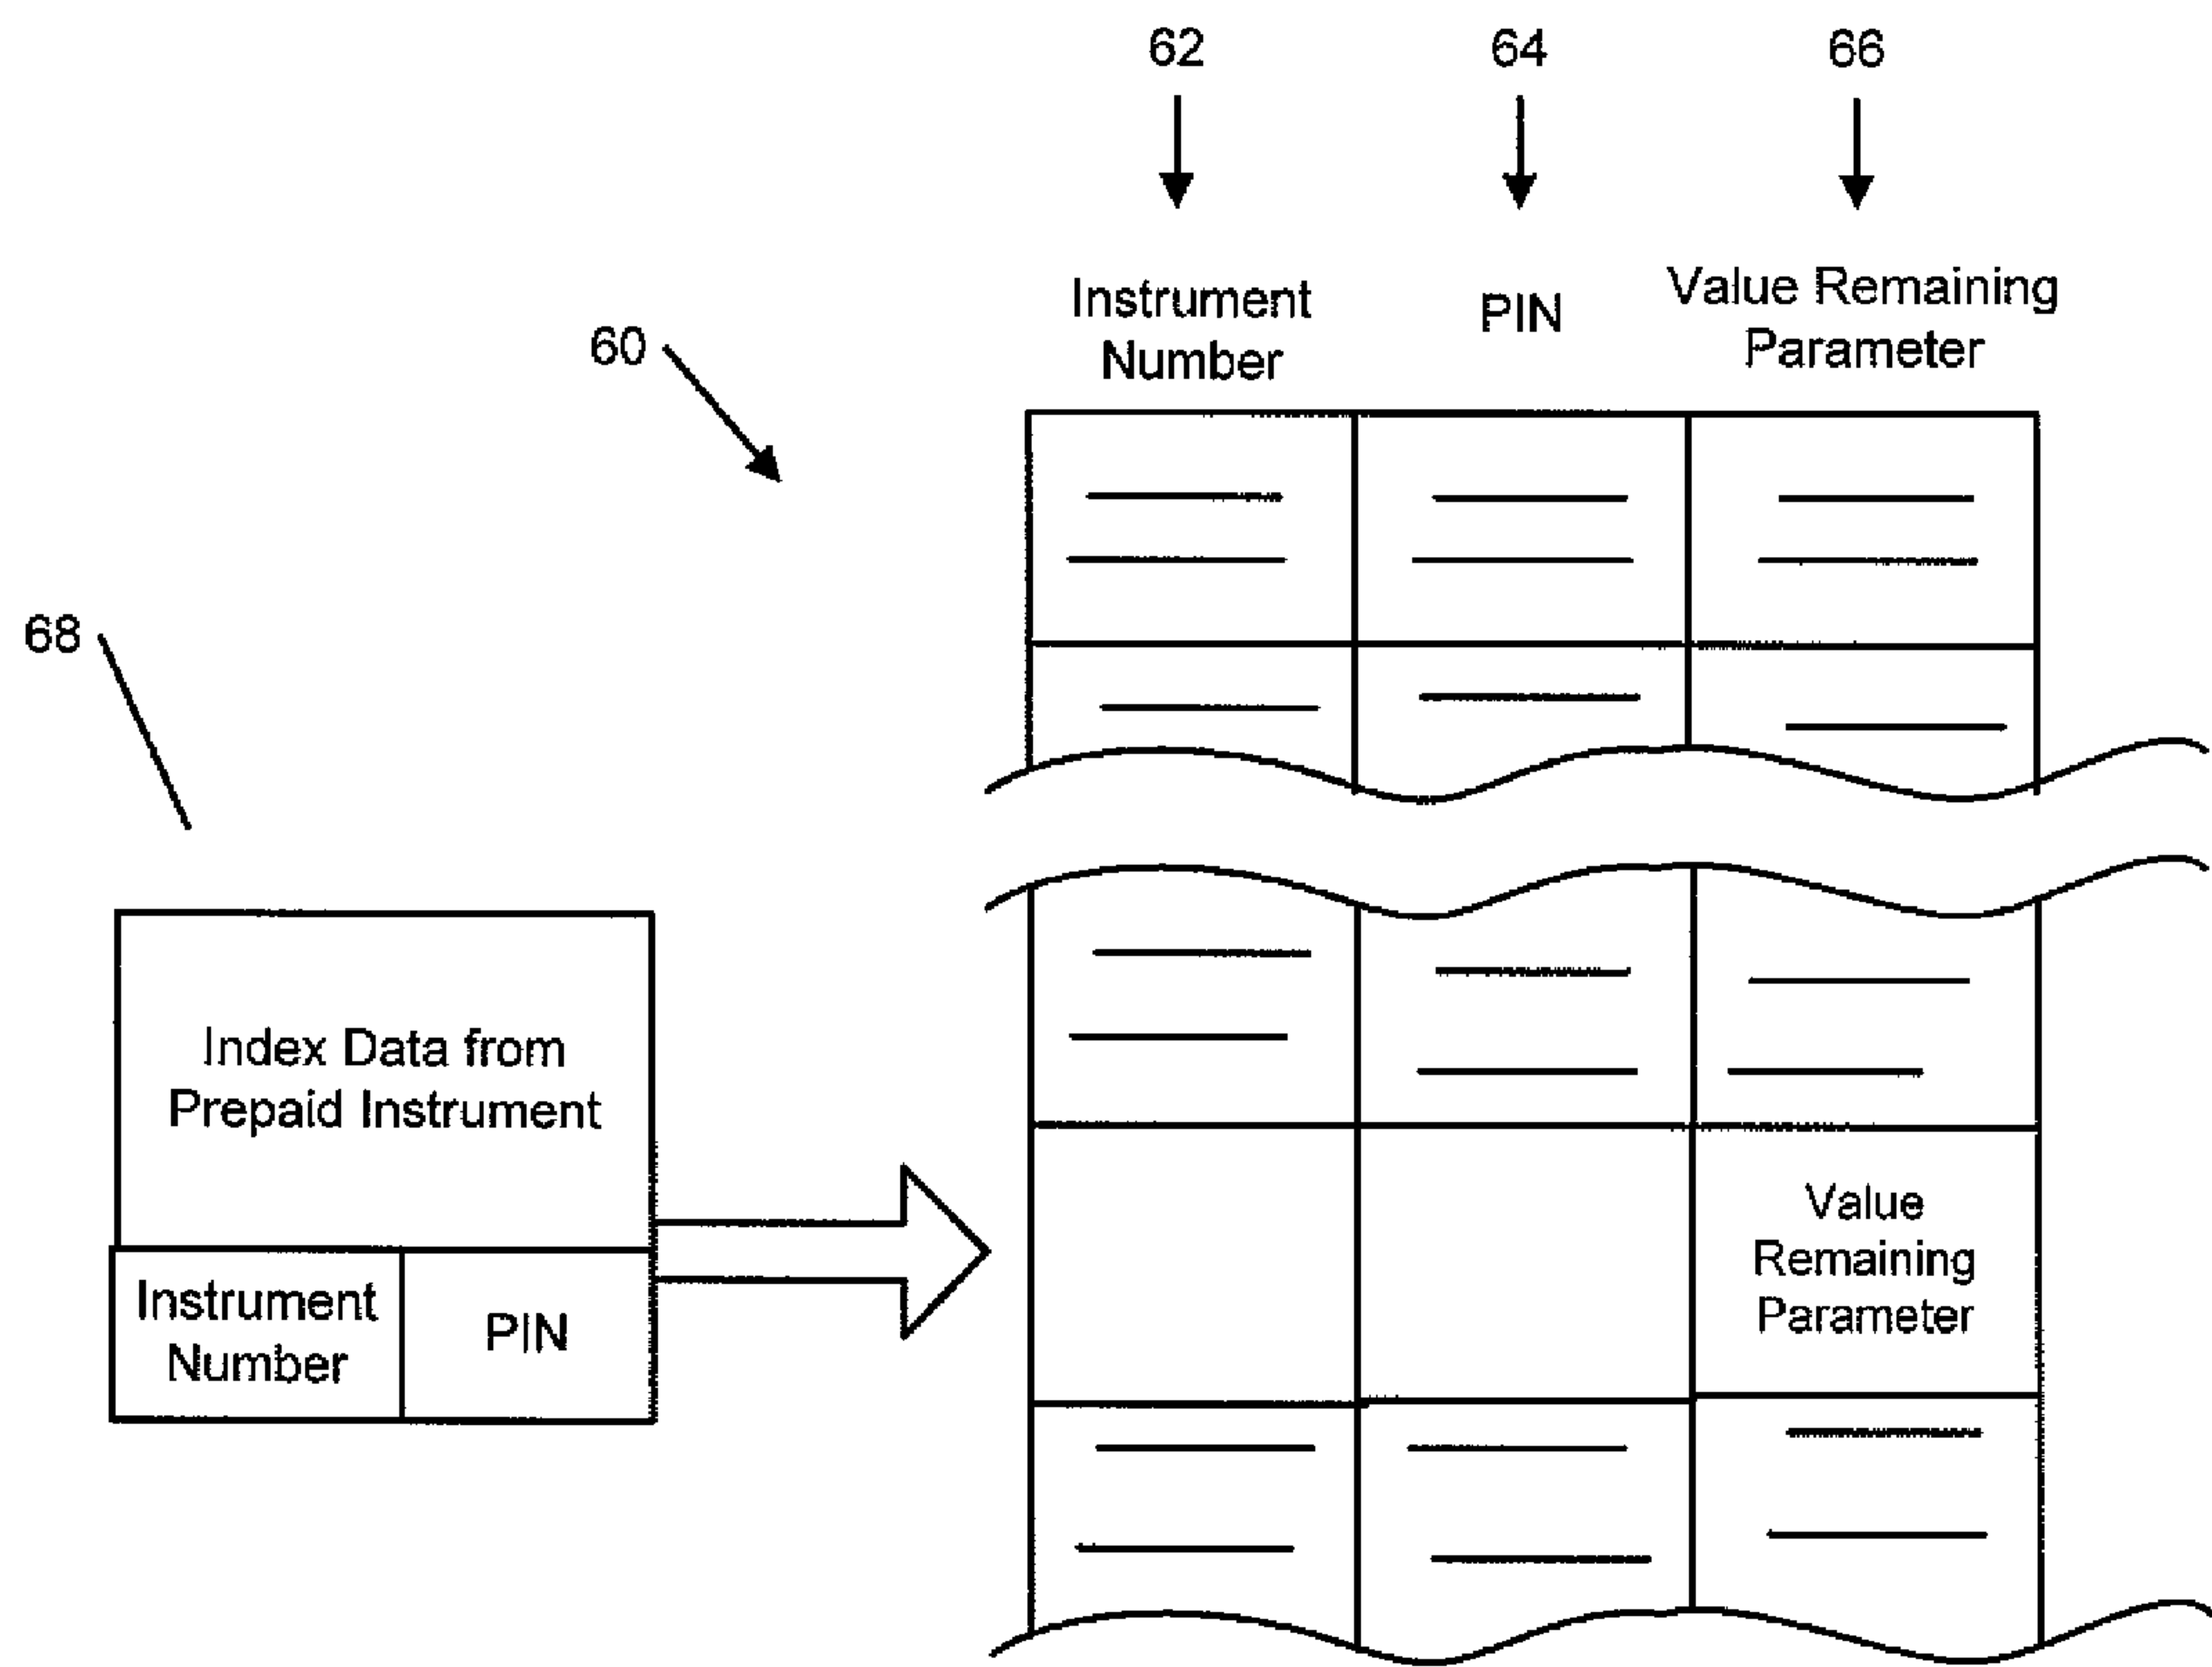 62
64
66
Instrument
Number
PIN
Value Remaining
Parameter
60
68
Index Data from
Prepaid Instrument
Instrument
Number
PIN
Value
Remaining
Parameter